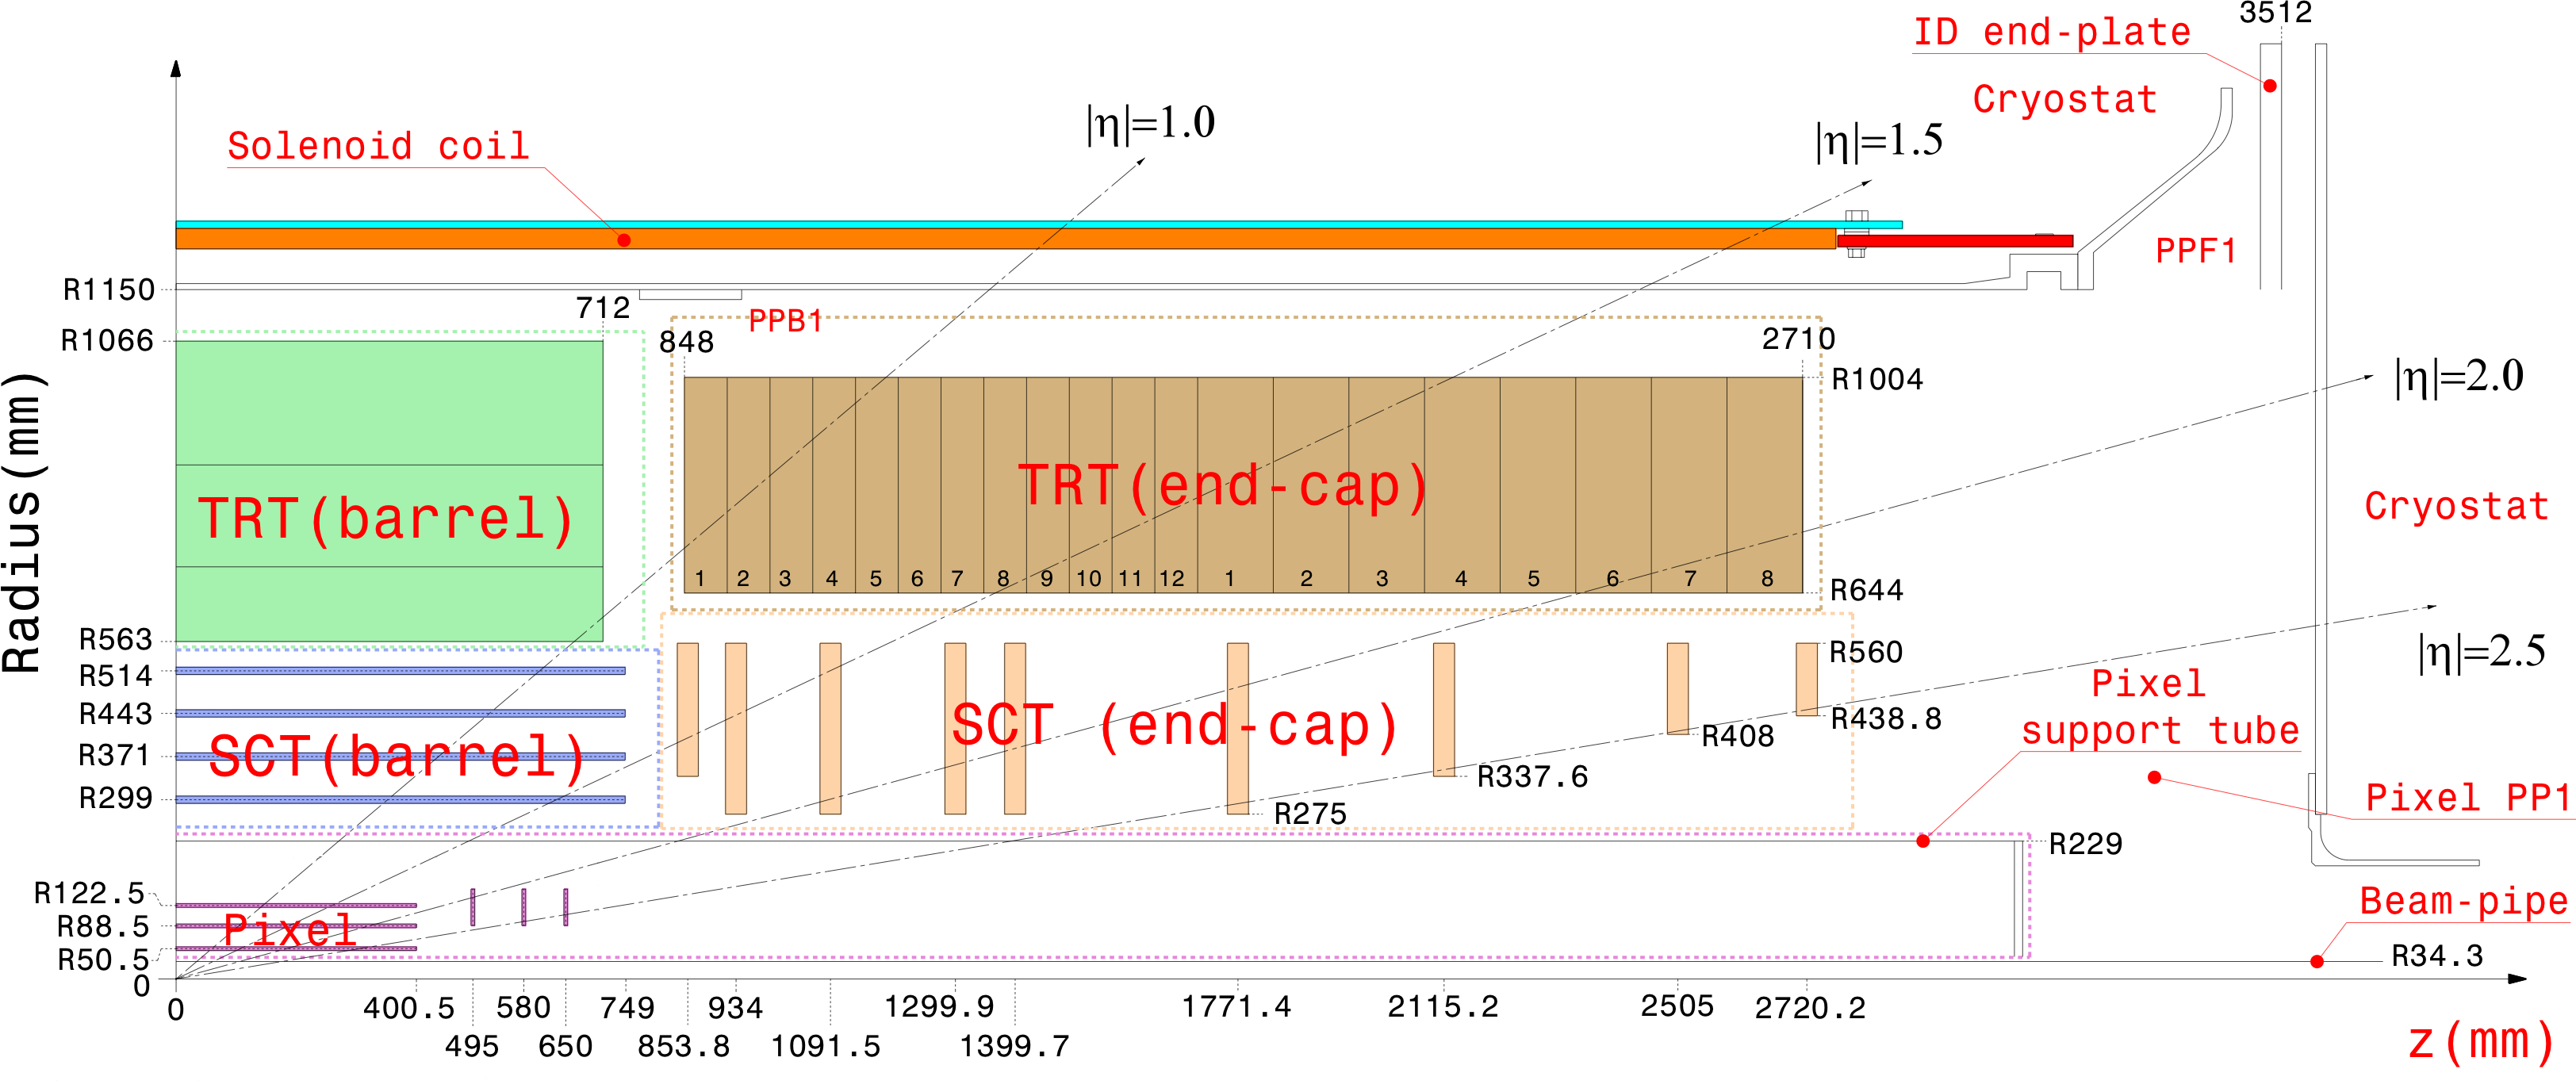 3512
ID end-plate
Cryostat
|η|=1.0
|η|=1.5
Solenoid coil
PPF1
R1150
712
PPB1
848
2710
R1066
R1004
|η|=2.0
Radius(mm)
TRT(barrel)
TRT(end-cap)
Cryostat
1 2 3 4 5 6 7 8 9 10 11 12 1 2 3 4 5 6 7 8
R644
R563
R560
|η|=2.5
R514
Pixel
support tube
R443
SCT (end-cap)
R438.8
R408
R371
SCT(barrel)
R337.6
R299
Pixel PP1
R275
R229
R122.5
Pixel
Beam-pipe
R88.5
R50.5
R34.3
0
0
400.5
580
749
934
1299.9
1771.4
2115.2
2505
2720.2
495
650
853.8
1091.5
1399.7
z(mm)